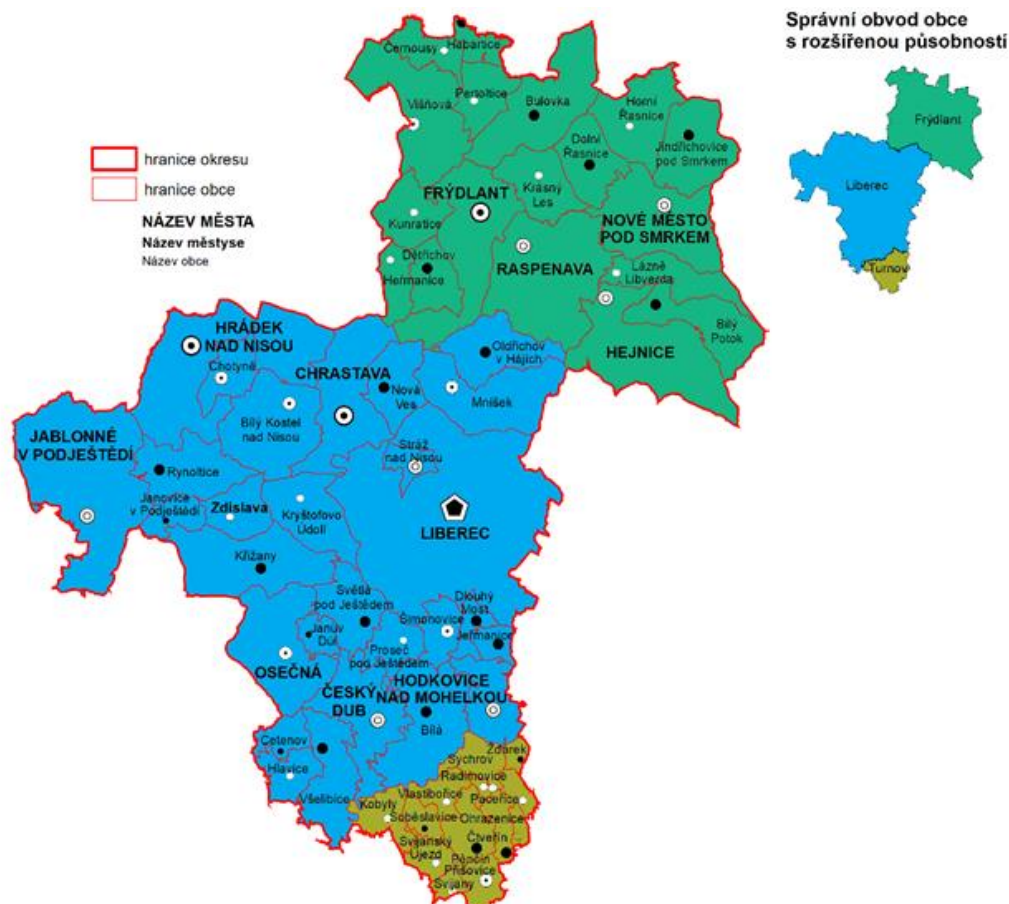 Správní obvod obce
s rozšířenou působností
Frýdlant
Liberec
Turnov
hranice okresu
hranice obce
NÁZEV MĚSTA
Název městyse
Název obce
Habartice
Černousy
Pertoltice
Višňová
Bulovka
Horní
Řasnice
Dolní
Řasnice
Jindřichovice
pod Smrkem
Krásný
Les
FRÝDLANT
Kunratice
NOVÉ MĚSTO
POD SMRKEM
Dětřichov
Heřmanice
RASPENAVA
Lázně
Libverda
Bílý
Potok
HEJNICE
HRÁDEK
NAD NISOU
Chotyně
CHRASTAVA
Oldřichov
v Hájích
Nová
Ves
Mníšek
Bílý Kostel
nad Nisou
JABLONNÉ
V PODJEŠTĚDÍ
Stráž
nad Nisou
Rynoltice
Janovice
v Podještědí
Zdislava
Kryštofovo
Údolí
LIBEREC
Křižany
Světlá
pod Ještědem
Dlouhý
Most
Šimonovice
Jeřmanice
Janův
Důl
Proseč
pod Ještědem
OSEČNÁ
ČESKÝ
DUB
HODKOVICE
NAD MOHELKOU
Bílá
Cetenov
Hlavice
Všelibice
Žďárek
Sychrov
Radimovice
Vlastibořice
Paceřice
Kobyly
Soběslavice
Ohrazenice
Svijanský
Újezd
Čtveřín
Pěnčín
Příšovice
Svijany